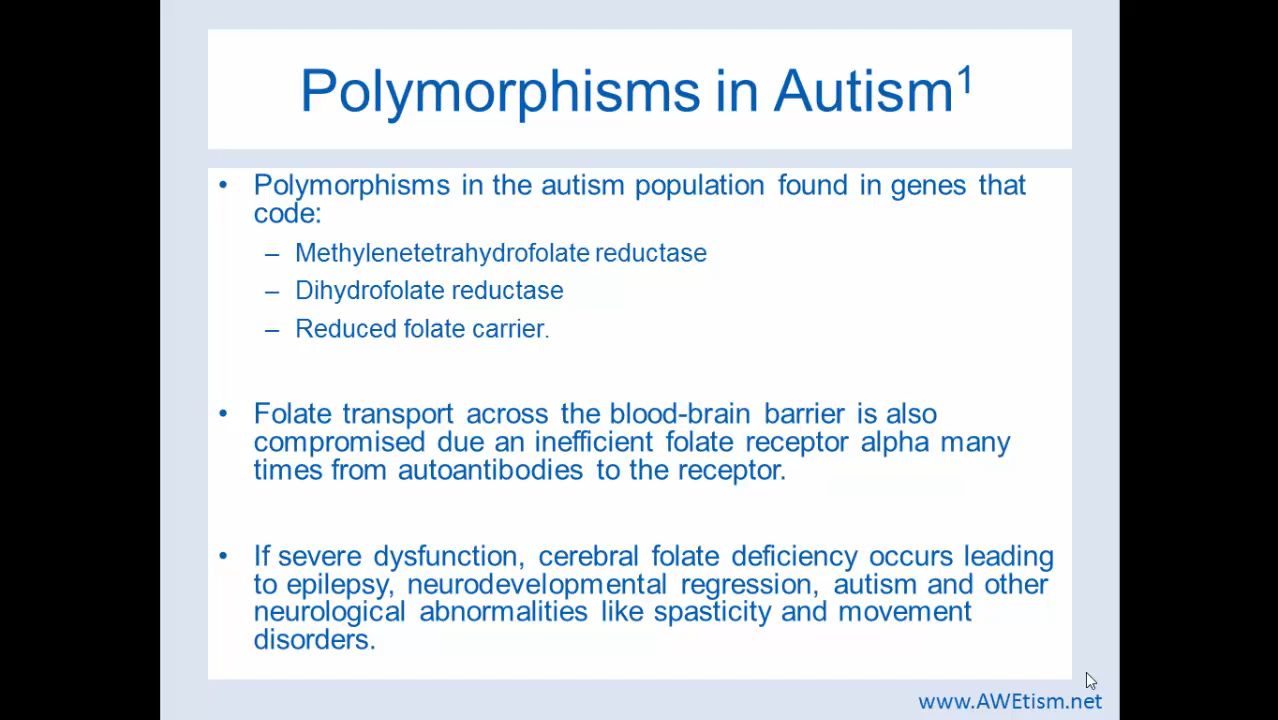 Polymorphisms in Autism¹
• Polymorphisms in the autism population found in genes that
code:
– Methylenetetrahydrofolate reductase
– Dihydrofolate reductase
– Reduced folate carrier.
• Folate transport across the blood-brain barrier is also
compromised due an inefficient folate receptor alpha many
times from autoantibodies to the receptor.
• If severe dysfunction, cerebral folate deficiency occurs leading
to epilepsy, neurodevelopmental regression, autism and other
neurological abnormalities like spasticity and movement
disorders.
www.AWEtism.net